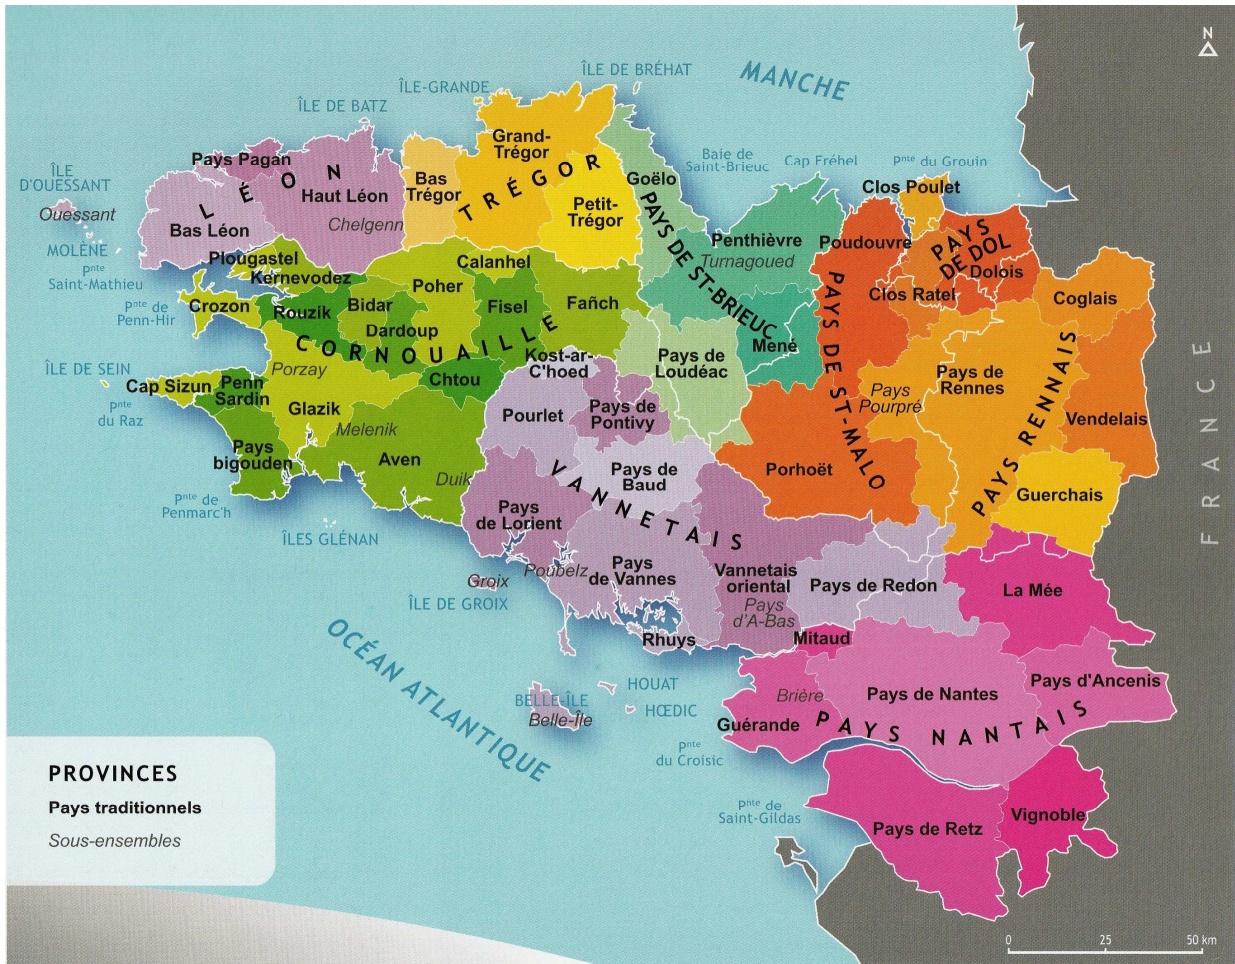 N
MANCHE
ÎLE DE BRÉHAT
ÎLE-GRANDE
ÎLE DE BATZ
Grand-
Trégor
Pays Pagan
Baie de
Saint-Brieuc
Cap Fréhel
Pnte du Grouin
ÎLE
D'OUESSANT
Ouessant
LÉON
Haut Léon
Bas
Trégor
TRÉGOR
Goëlo
Clos Poulet
Bas Léon
Chelgenn
Petit-
Trégor
PAYS DE ST-BRIEUC
Penthièvre
Turnagoued
Poudouvre
PAYS
DE DOL
Dolois
MOLÈNE
Pnte
Saint-Mathieu
Plougastel
Kernevodez
Calanhel
Poher
Clos Ratel
Coglais
Pnte de
Penn-Hir
Crozon
Rouzik
Bidar
Dardoup
Fisel
Fañch
CORNOUAILLE
Mené
PAYS DE ST-MALO
FRANCE
ÎLE DE SEIN
Porzay
Kost-ar-
C'hoed
Pays de
Loudéac
Pays de
Rennes
PAYS RENNAIS
Cap Sizun
Penn
Sardin
Chtou
Pays
Pourpré
Pnte
du Raz
Glazik
Melenik
Pourlet
Pays de
Pontivy
Vendelais
Pays
bigouden
Aven
Duik
VANNETAIS
Pays de
Baud
Porhoët
Guerchais
Pnte de
Penmarc'h
ÎLES GLÉNAN
Pays
de Lorient
Groix
ÎLE DE GROIX
Poubelz
Pays
de Vannes
Vannetais
oriental
Pays
d'A-Bas
Pays de Redon
La Mée
Rhuys
Mitaud
OCÉAN ATLANTIQUE
BELLE-ÎLE
Belle-Île
HOUAT
HŒDIC
Brière
Guérande
Pays de Nantes
Pays d'Ancenis
PAYS NANTAIS
Pnte
du Croisic
Pnte de
Saint-Gildas
Pays de Retz
Vignoble
PROVINCES
Pays traditionnels
Sous-ensembles
0 25 50 km